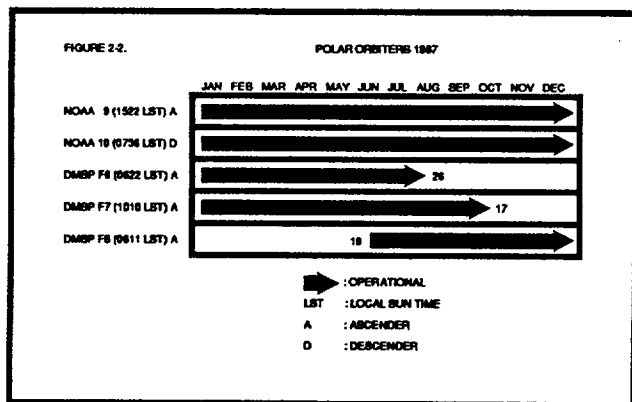 FIGURE 2-2. POLAR ORBITERS 1987
JAN FEB MAR APR MAY JUN JUL AUG SEP OCT NOV DEC
NOAA 9 (1522 LST) A
NOAA 10 (0736 LST) D
DMSP F6 (0622 LST) A 26
DMSP F7 (1010 LST) A 17
DMSP F8 (0611 LST) A 19
: OPERATIONAL
LST : LOCAL SUN TIME
A : ASCENDER
D : DESCENDER